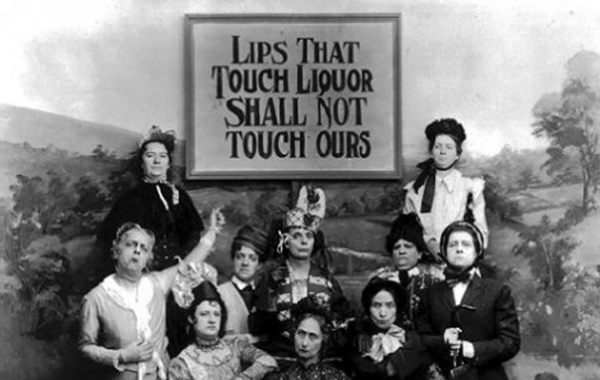 LIPS THAT
TOUCH LIQUOR
SHALL NOT
TOUCH OURS